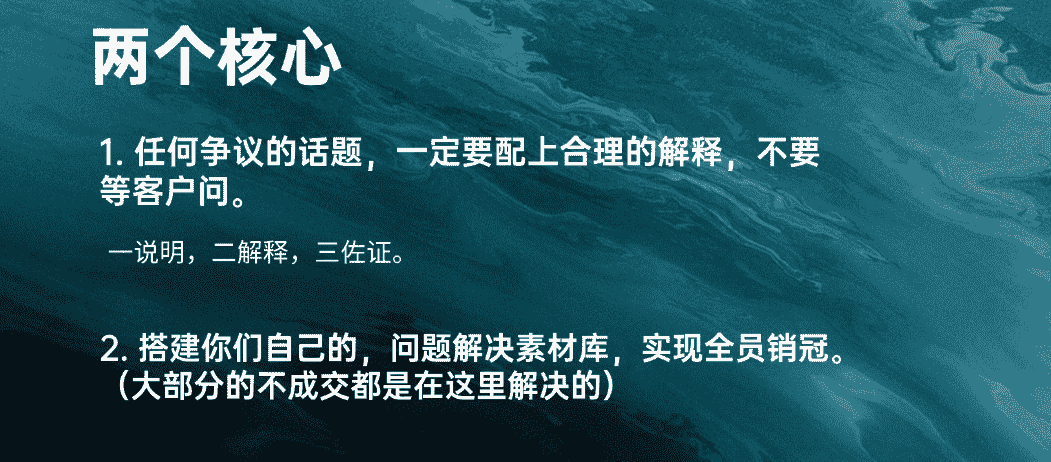 两个核心
1. 任何争议的话题，一定要配上合理的解释，不要
等客户问。
一说明，二解释，三佐证。
2. 搭建你们自己的，问题解决素材库，实现全员销冠。
（大部分的不成交都是在这里解决的）